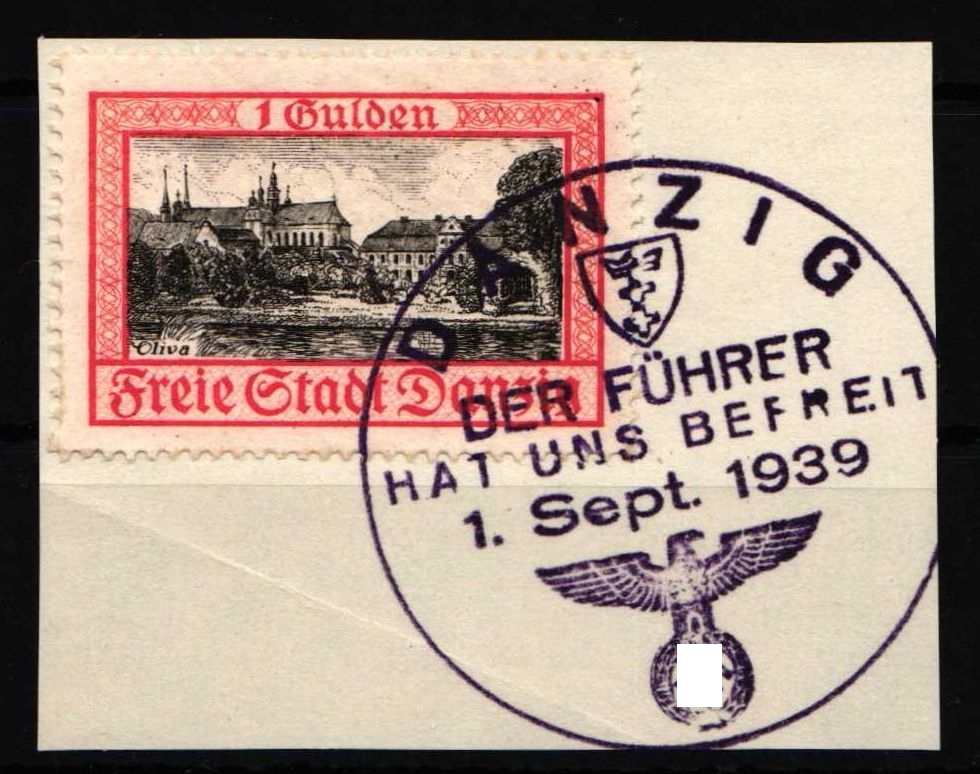 1 Gulden
Oliva
Freie Stadt Danzig
DANZIG
DER FÜHRER
HAT UNS BEFREIT
1. Sept. 1939